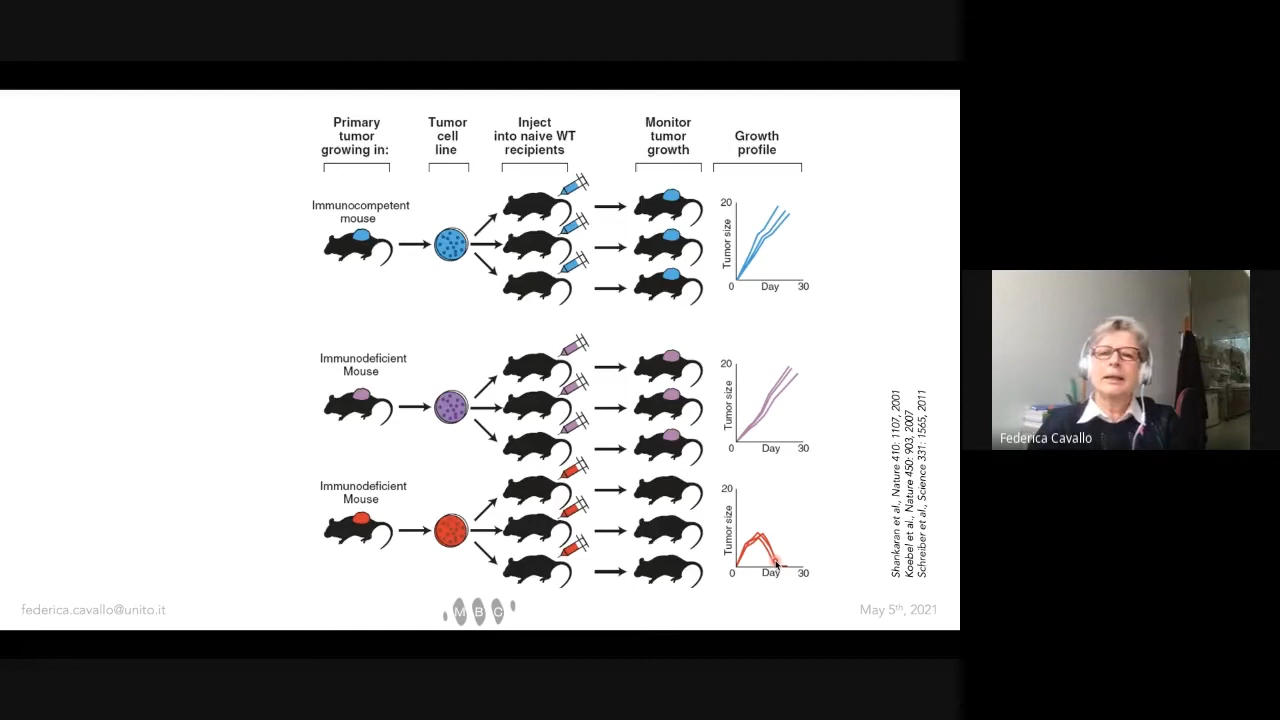 Primary
tumor
growing in:
Tumor
cell
line
Inject
into naive WT
recipients
Monitor
tumor
growth
Growth
profile
Immunocompetent
mouse
20
Tumor size
0
Day
30
Immunodeficient
Mouse
20
Tumor size
0
Day
30
Immunodeficient
Mouse
20
Tumor size
0
Day
30
Shankaran et al., Nature 410: 1107, 2001
Koebel et al., Nature 450: 903, 2007
Schreiber et al., Science 331: 1565, 2011
federica.cavallo@unito.it
M B C
May 5th, 2021
Federica Cavallo